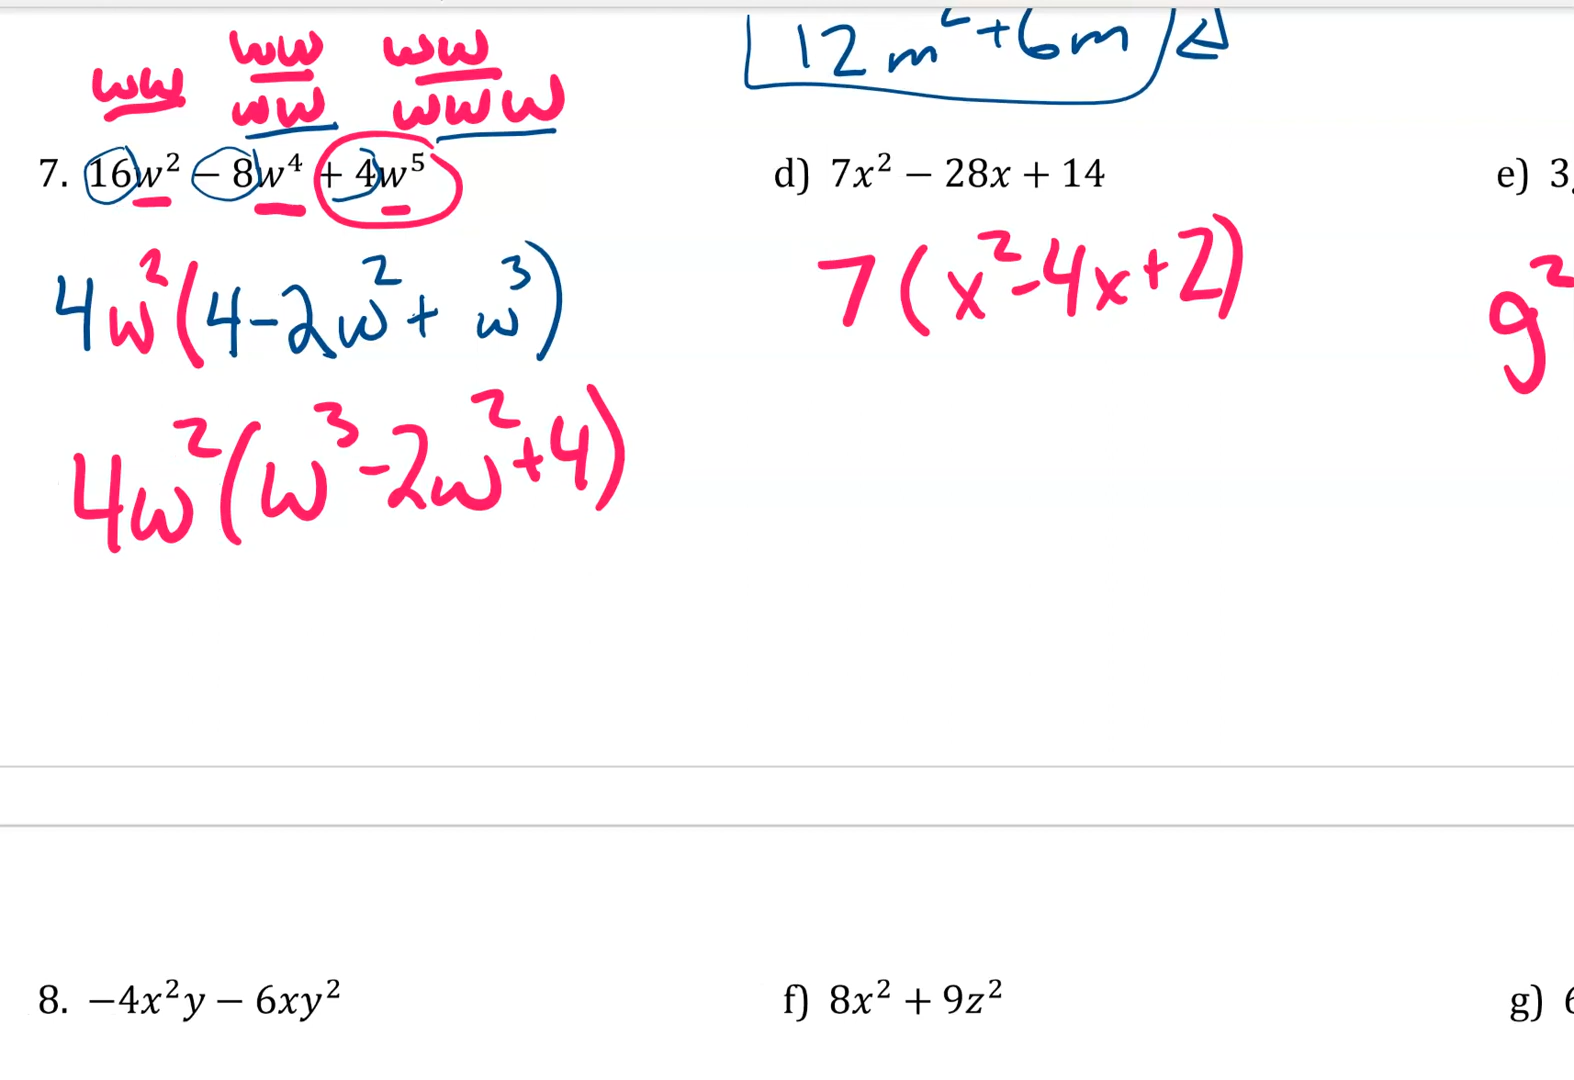 12m²+6m
ww ww ww
ww www
7. 16w² − 8w⁴ + 4w⁵
4w²(4-2w²+w³)
4w²(w³-2w²+4)
d) 7x² − 28x + 14
7(x²-4x+2)
e) 3
g²
8. −4x²y − 6xy²
f) 8x² + 9z²
g)